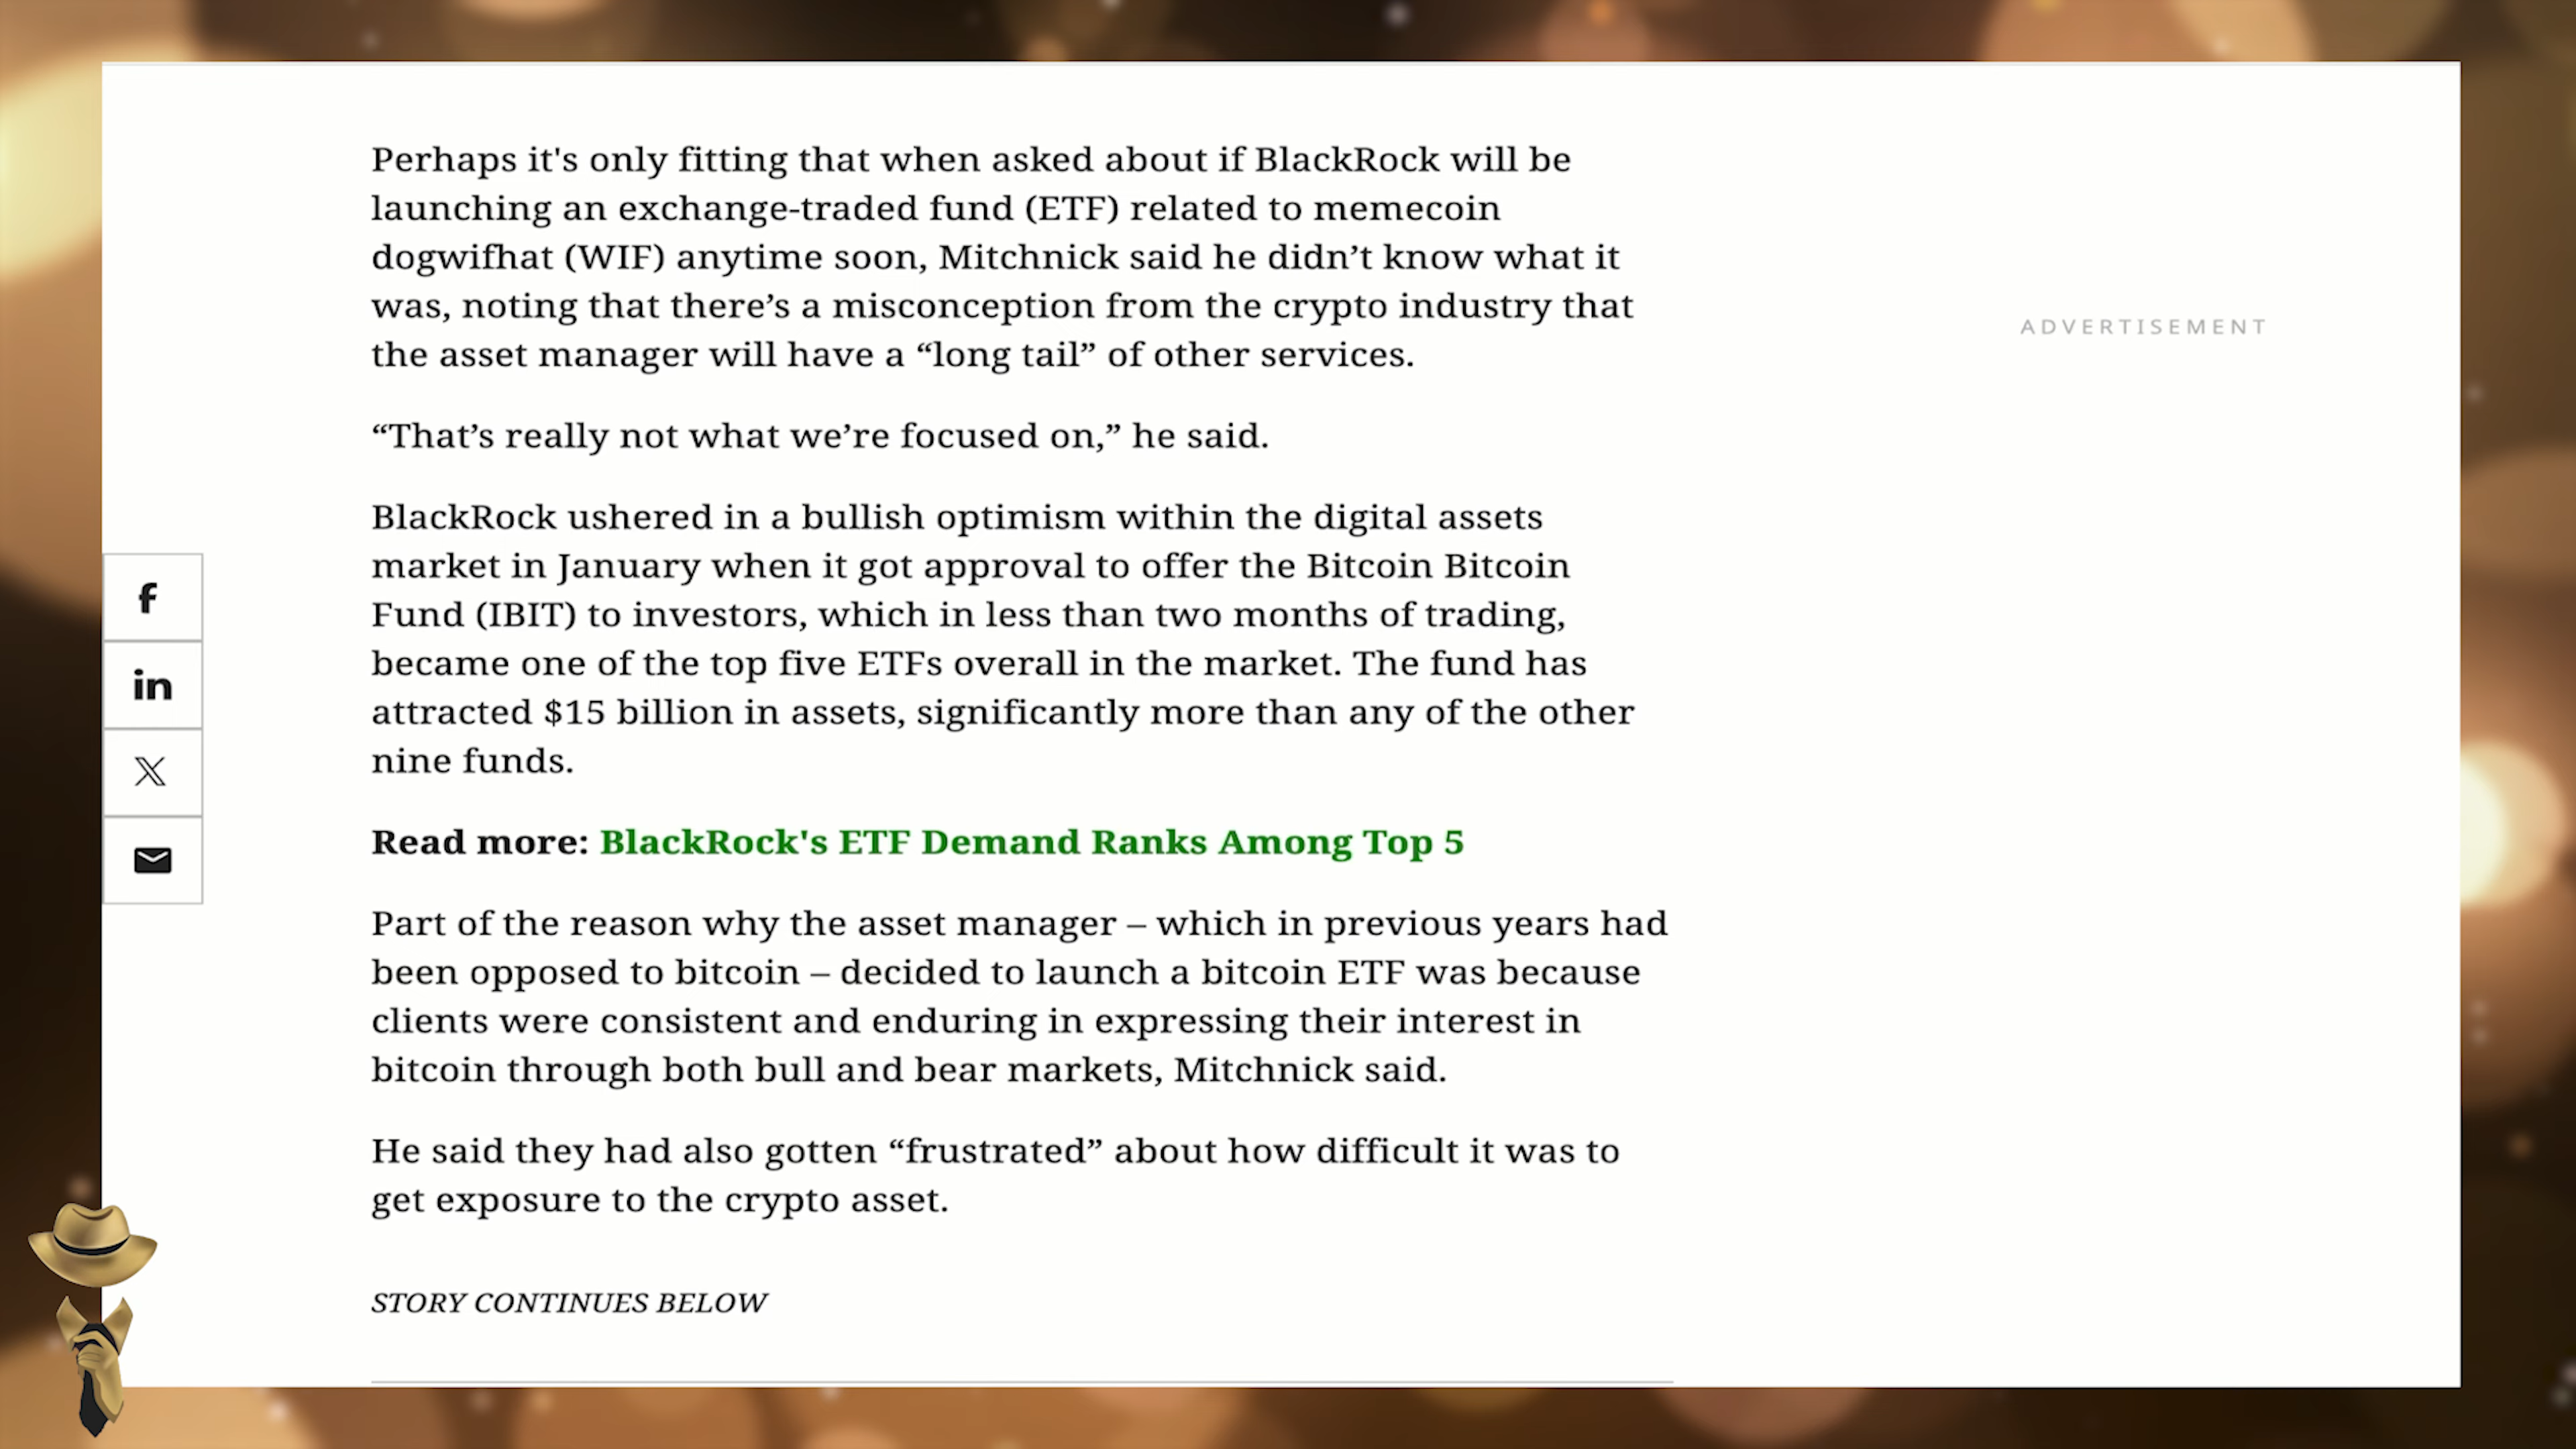 Perhaps it's only fitting that when asked about if BlackRock will be
launching an exchange-traded fund (ETF) related to memecoin
dogwifhat (WIF) anytime soon, Mitchnick said he didn’t know what it
was, noting that there’s a misconception from the crypto industry that
the asset manager will have a “long tail” of other services.
ADVERTISEMENT
“That’s really not what we’re focused on,” he said.
BlackRock ushered in a bullish optimism within the digital assets
market in January when it got approval to offer the Bitcoin Bitcoin
Fund (IBIT) to investors, which in less than two months of trading,
became one of the top five ETFs overall in the market. The fund has
attracted $15 billion in assets, significantly more than any of the other
nine funds.
Read more: BlackRock's ETF Demand Ranks Among Top 5
Part of the reason why the asset manager – which in previous years had
been opposed to bitcoin – decided to launch a bitcoin ETF was because
clients were consistent and enduring in expressing their interest in
bitcoin through both bull and bear markets, Mitchnick said.
He said they had also gotten “frustrated” about how difficult it was to
get exposure to the crypto asset.
STORY CONTINUES BELOW